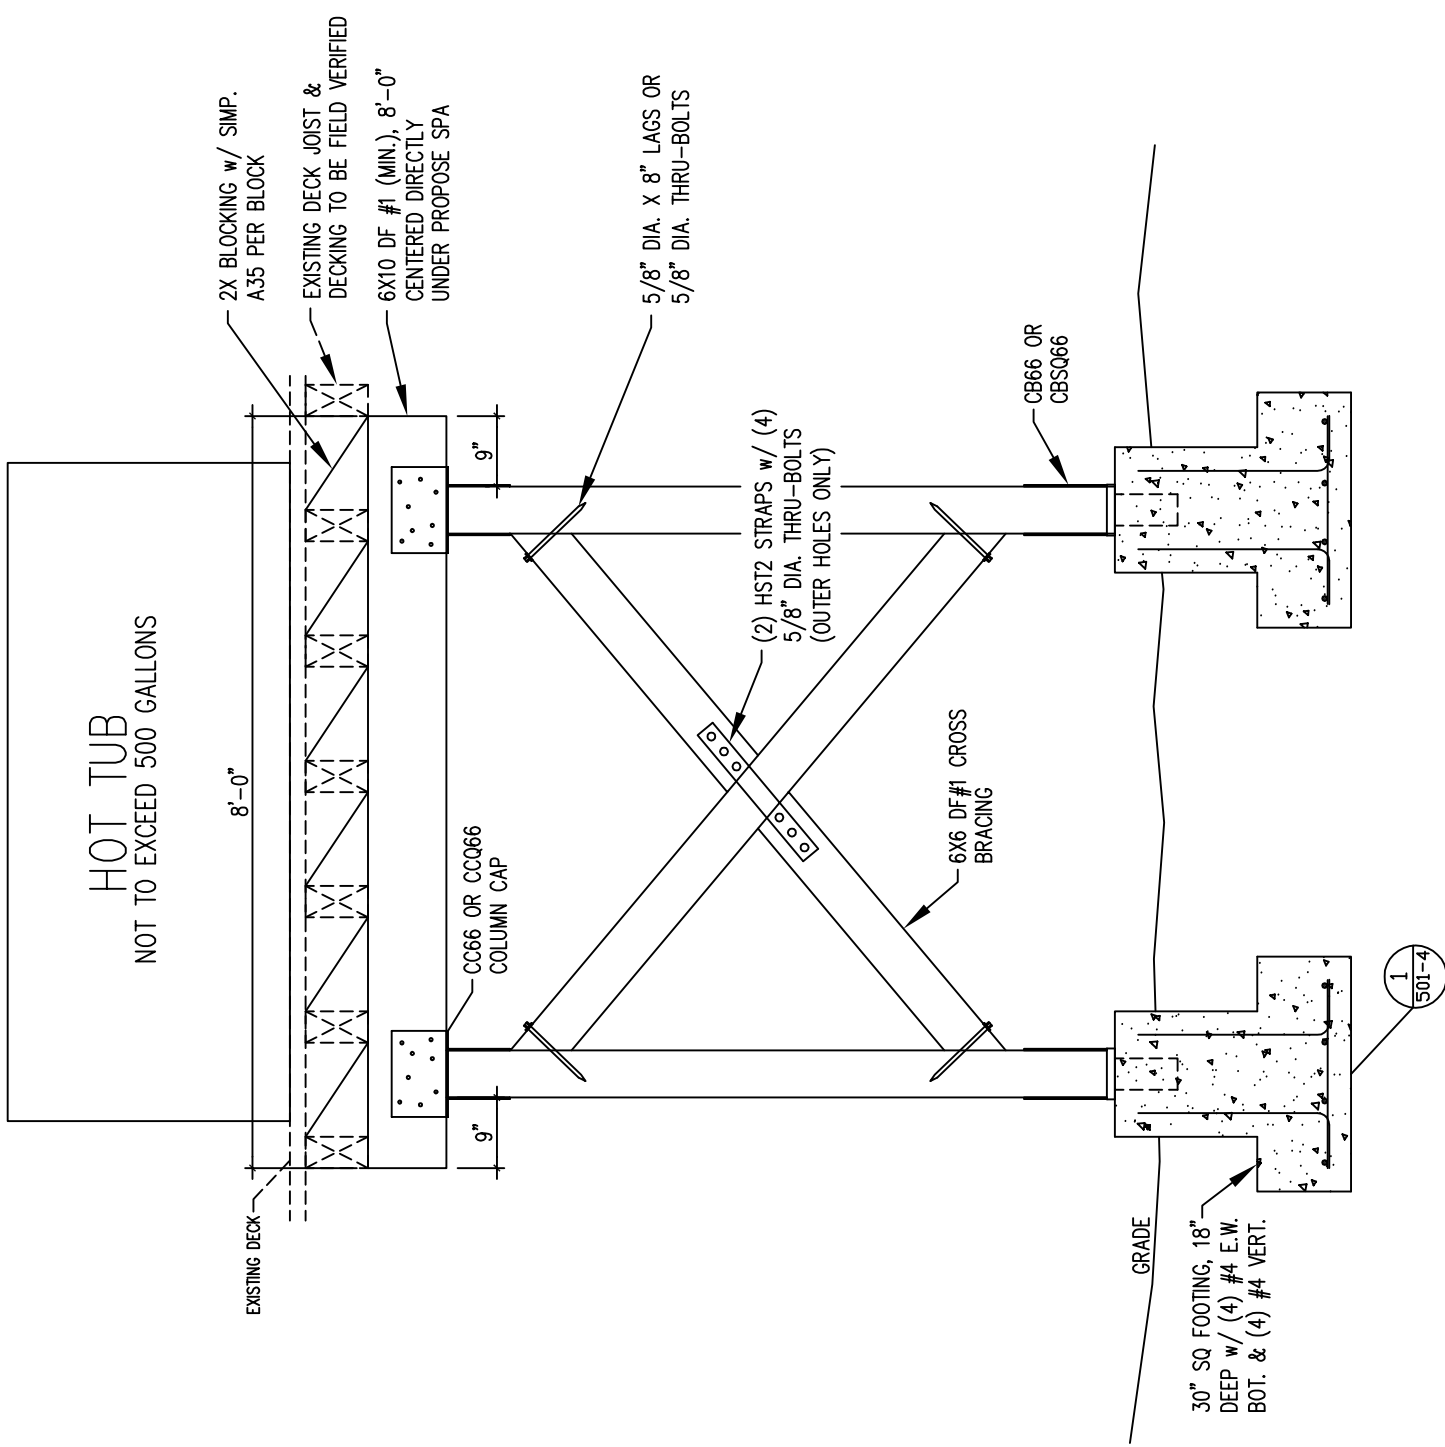 HOT TUB
NOT TO EXCEED 500 GALLONS
8'-0"
EXISTING DECK
2X BLOCKING w/ SIMP.
A35 PER BLOCK
EXISTING DECK JOIST &
DECKING TO BE FIELD VERIFIED
6X10 DF #1 (MIN.), 8'-0"
CENTERED DIRECTLY
UNDER PROPOSE SPA
9"
9"
CC66 OR CCQ66
COLUMN CAP
5/8" DIA. X 8" LAGS OR
5/8" DIA. THRU-BOLTS
(2) HST2 STRAPS w/ (4)
5/8" DIA. THRU-BOLTS
(OUTER HOLES ONLY)
6X6 DF#1 CROSS
BRACING
CB66 OR
CBSQ66
GRADE
30" SQ FOOTING, 18"
DEEP w/ (4) #4 E.W.
BOT. & (4) #4 VERT.
1
501-4